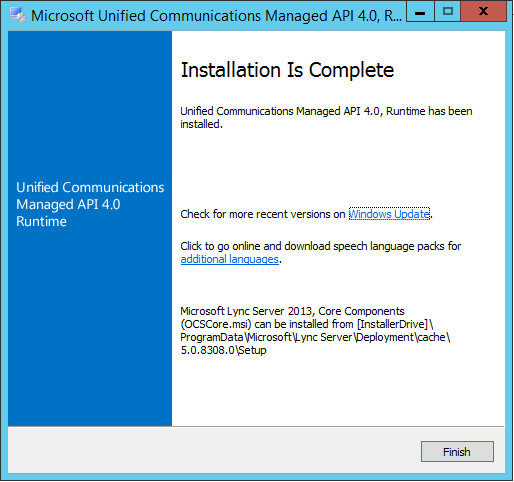 Microsoft Unified Communications Managed API 4.0, R...
Installation Is Complete
Unified Communications Managed API 4.0, Runtime has been
installed.
Unified Communications
Managed API 4.0
Runtime
Check for more recent versions on Windows Update.
Click to go online and download speech language packs for
additional languages.
Microsoft Lync Server 2013, Core Components
(OCSCore.msi) can be installed from [InstallerDrive]\
ProgramData\Microsoft\Lync Server\Deployment\cache\
5.0.8308.0\Setup
Finish